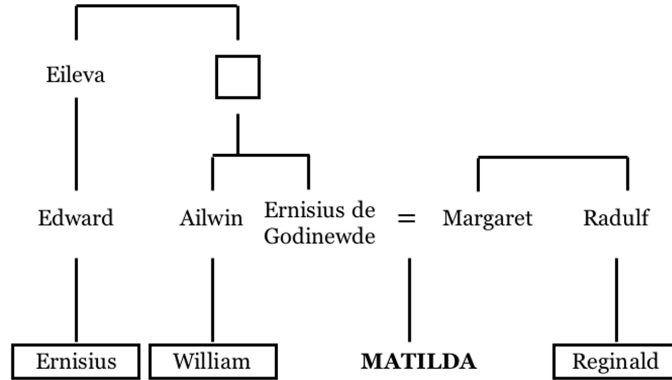 Eileva
Edward
Ailwin
Ernisius de
Godinewde
=
Margaret
Radulf
Ernisius
William
MATILDA
Reginald